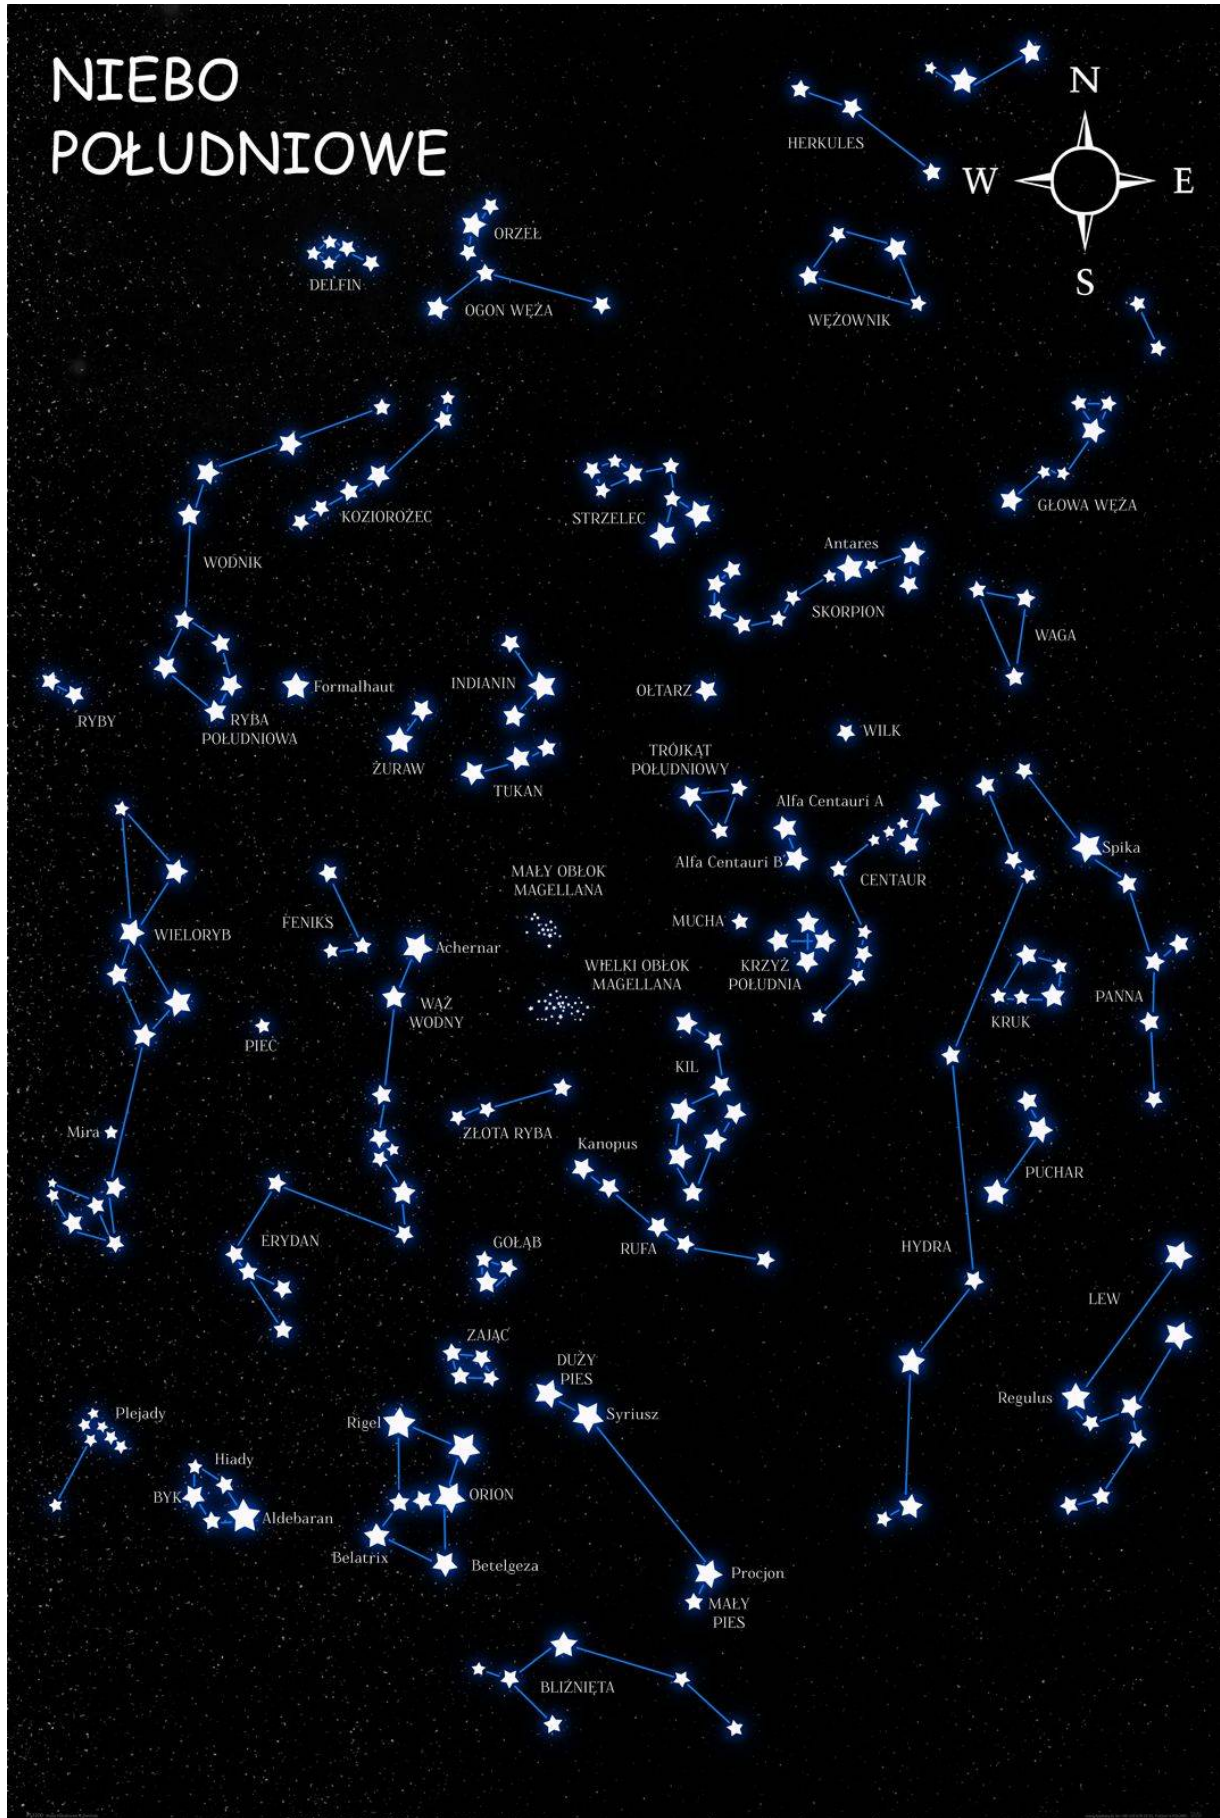 NIEBO
POŁUDNIOWE
N
W
E
S
HERKULES
ORZEŁ
DELFIN
OGON WĘŻA
WĘŻOWNIK
KOZIOROŻEC
STRZELEC
GŁOWA WĘŻA
WODNIK
Antares
SKORPION
WAGA
RYBY
RYBA
POŁUDNIOWA
Formalhaut
INDIANIN
OŁTARZ
WILK
ŻURAW
TUKAN
TRÓJKĄT
POŁUDNIOWY
Alfa Centauri A
Alfa Centauri B
CENTAUR
Spika
MAŁY OBŁOK
MAGELLANA
FENIKS
WIELORYB
Achernar
MUCHA
WIELKI OBŁOK
MAGELLANA
KRZYŻ
POŁUDNIA
WĄŻ
WODNY
PIEC
KRUK
PANNA
KIL
Mira
ZŁOTA RYBA
Kanopus
PUCHAR
ERYDAN
GOŁĄB
RUFA
HYDRA
LEW
ZAJĄC
DUŻY
PIES
Syriusz
Regulus
Plejady
Rigel
Hiady
BYK
Aldebaran
ORION
Belatrix
Betelgeza
Procjon
MAŁY
PIES
BLIŹNIĘTA